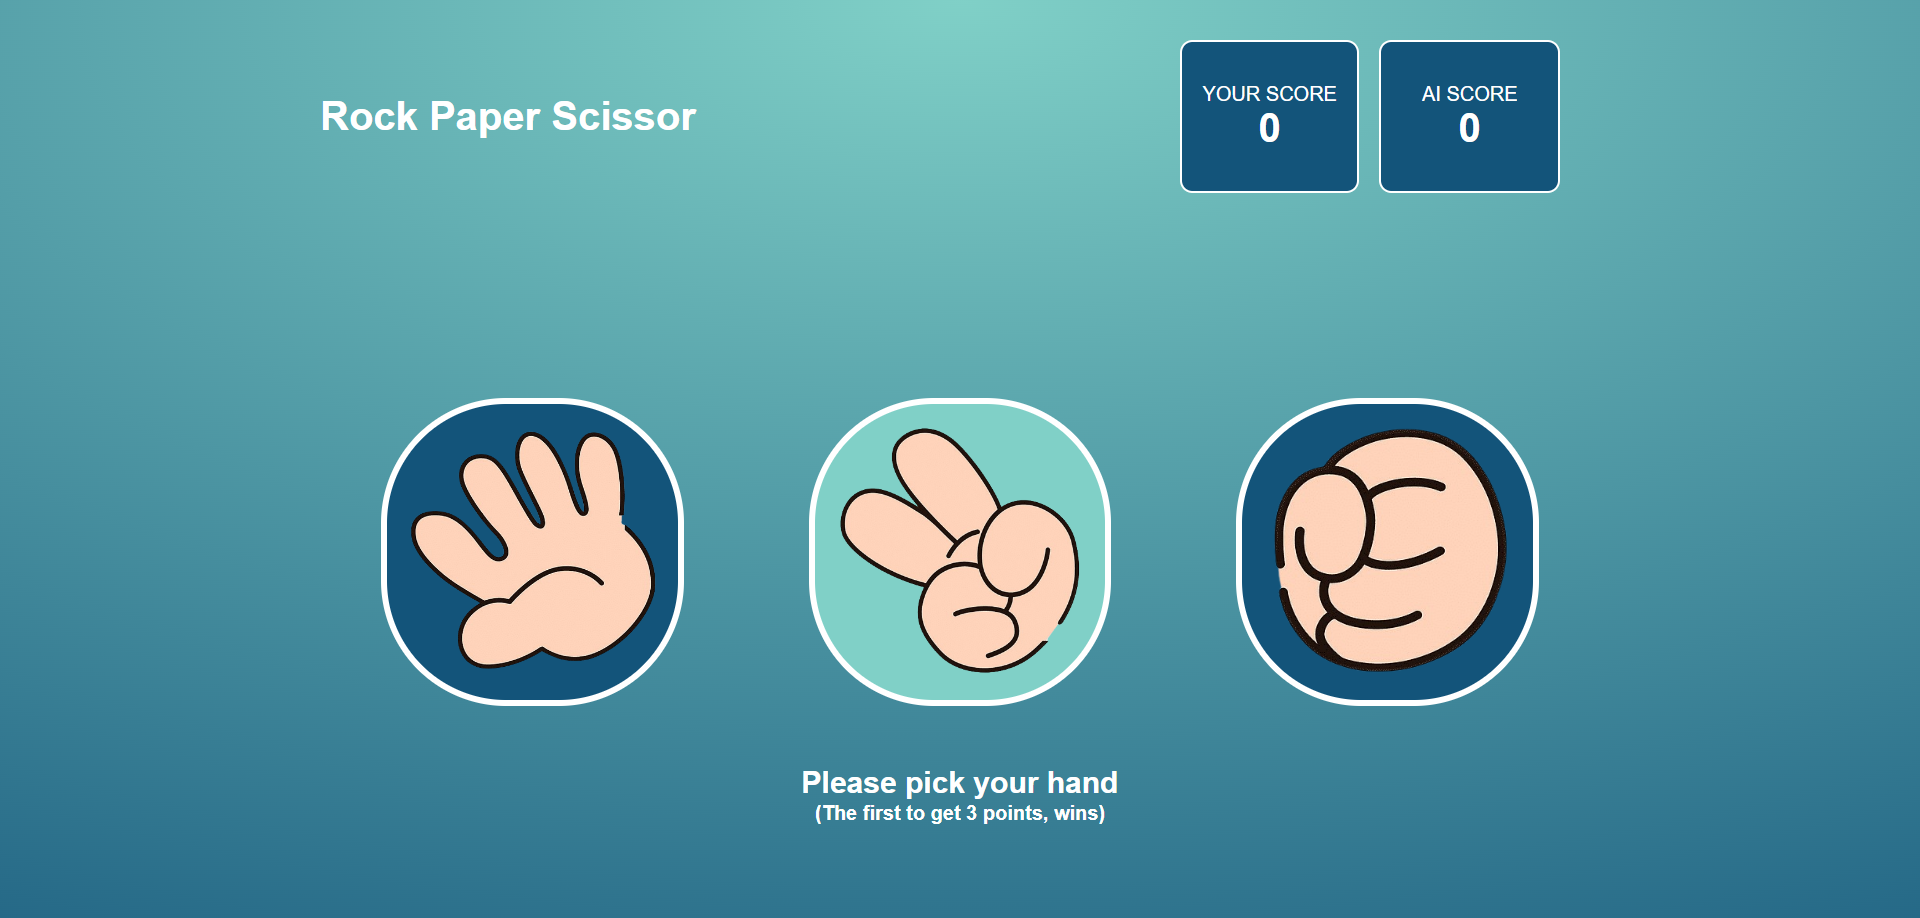 Rock Paper Scissor
YOUR SCORE
0
AI SCORE
0
Please pick your hand
(The first to get 3 points, wins)